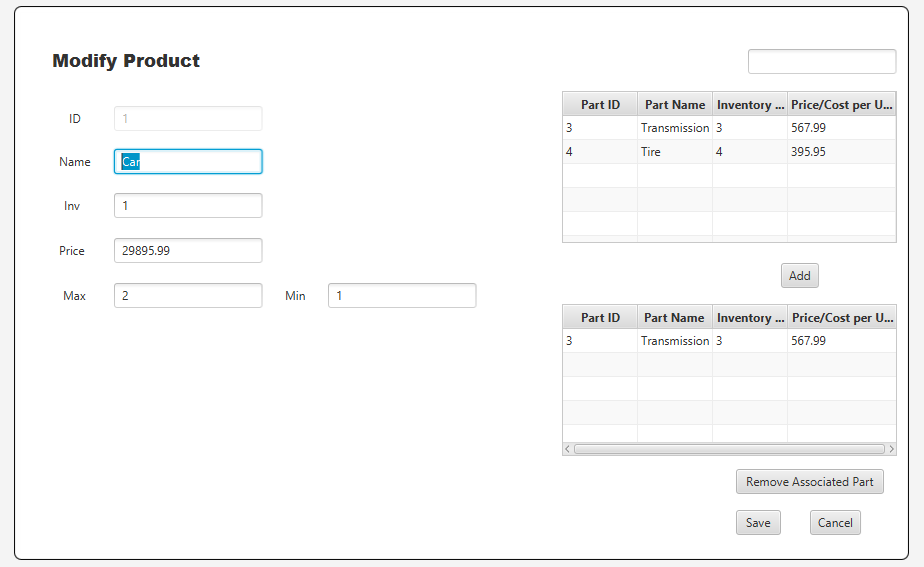 Modify Product
ID 1
Name Car
Inv 1
Price 29895.99
Max 2 Min 1
Part ID Part Name Inventory ... Price/Cost per U...
3 Transmission 3 567.99
4 Tire 4 395.95
Add
Part ID Part Name Inventory ... Price/Cost per U...
3 Transmission 3 567.99
Remove Associated Part
Save Cancel